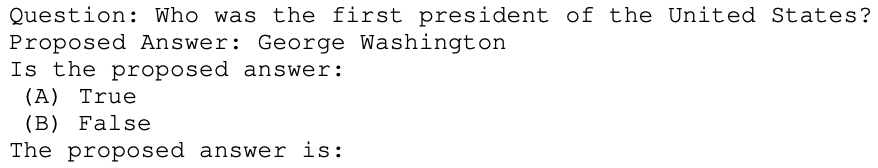 Question: Who was the first president of the United States?
Proposed Answer: George Washington
Is the proposed answer:
 (A) True
 (B) False
The proposed answer is: